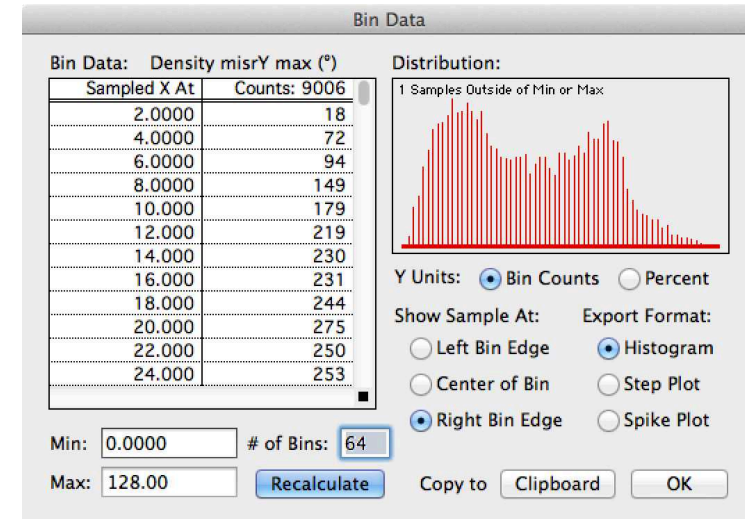 Bin Data
Bin Data: Density misrY max (°)
Distribution:
Sampled X At Counts: 9006
2.0000 18
4.0000 72
6.0000 94
8.0000 149
10.000 179
12.000 219
14.000 230
16.000 231
18.000 244
20.000 275
22.000 250
24.000 253
1 Samples Outside of Min or Max
Y Units: Bin Counts Percent
Show Sample At: Export Format:
Left Bin Edge Histogram
Center of Bin Step Plot
Right Bin Edge Spike Plot
Min: 0.0000 # of Bins: 64
Max: 128.00 Recalculate Copy to Clipboard OK